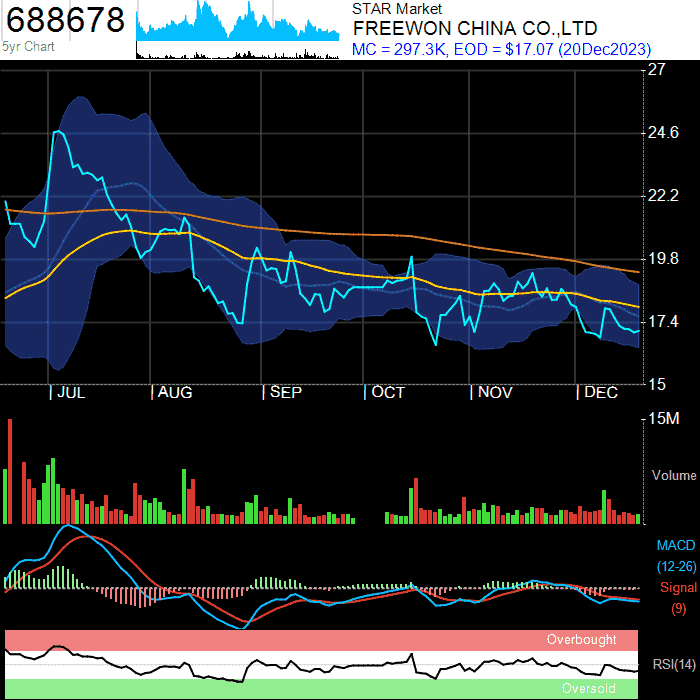 688678
5yr Chart
STAR Market
FREEWON CHINA CO.,LTD
MC = 297.3K, EOD = $17.07 (20Dec2023)
27
24.6
22.2
19.8
17.4
15
| JUL | AUG | SEP | OCT | NOV | DEC
15M
Volume
MACD
(12-26)
Signal
(9)
Overbought
RSI(14)
Oversold